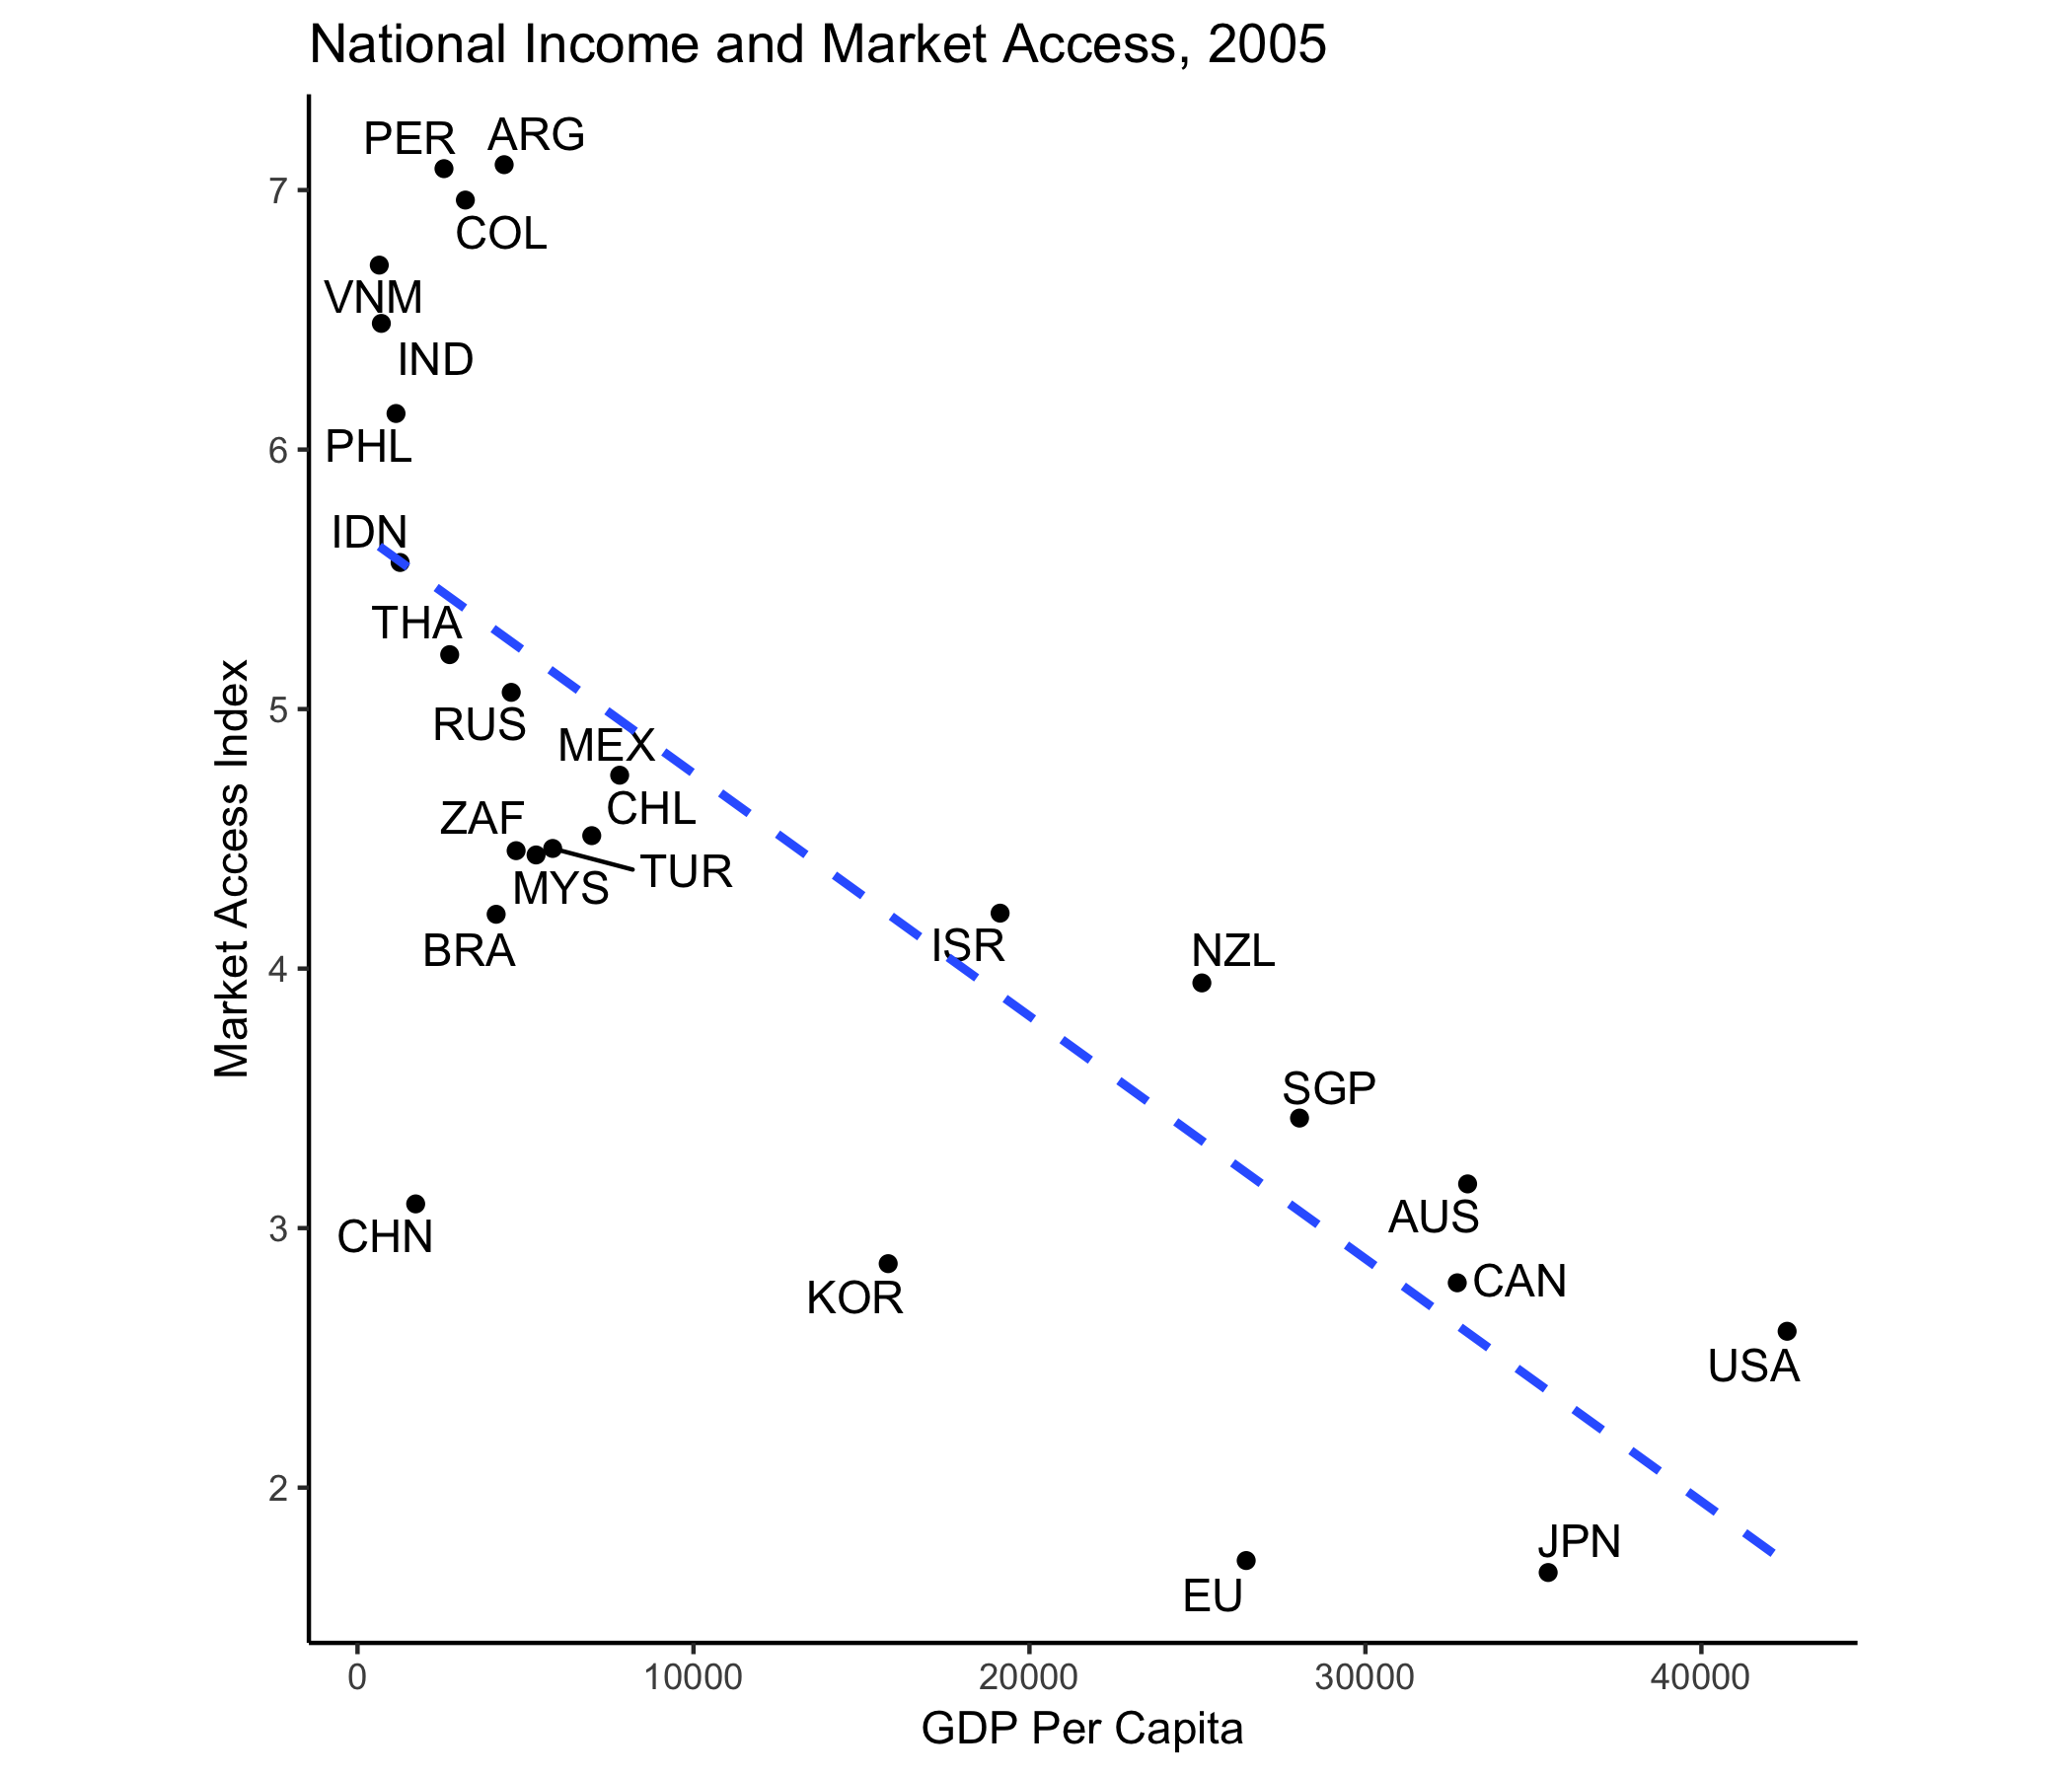 National Income and Market Access, 2005
PER
ARG
7
COL
VNM
IND
PHL
6
IDN
THA
5
RUS
MEX
CHL
ZAF
TUR
MYS
BRA
ISR
NZL
4
SGP
AUS
3
CHN
CAN
KOR
USA
2
JPN
EU
Market Access Index
0 10000 20000 30000 40000
GDP Per Capita